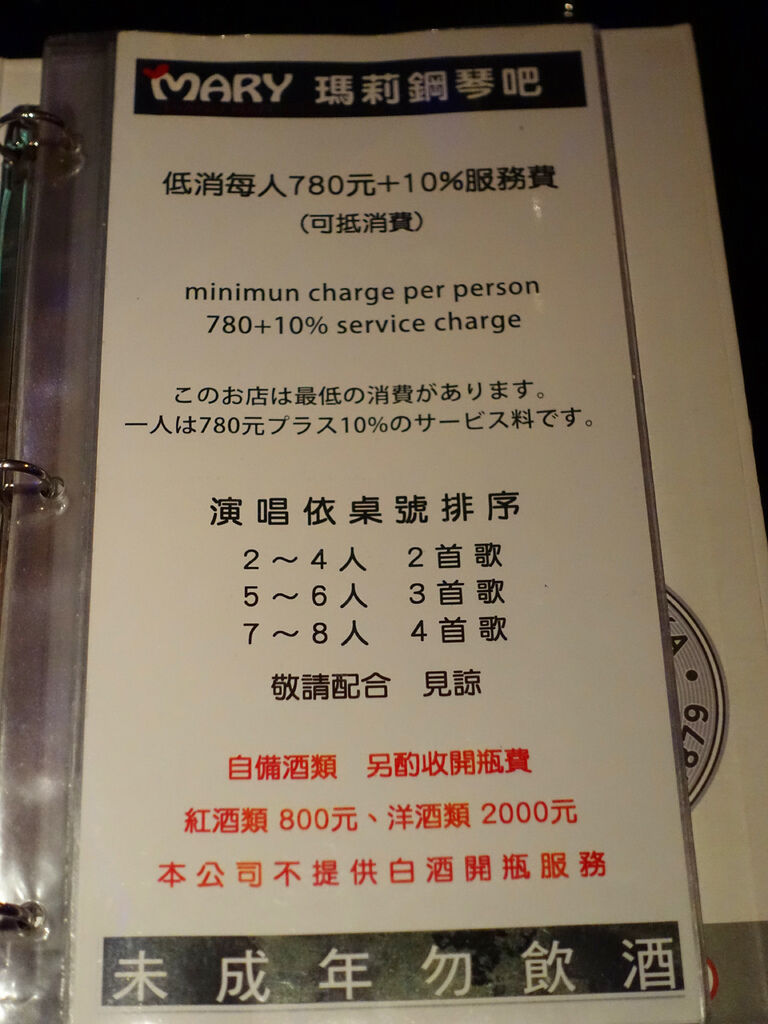 MARY 瑪莉鋼琴吧
低消每人780元+10%服務費
(可抵消費)
minimun charge per person
780+10% service charge
このお店は最低の消費があります。
一人は780元プラス10%のサービス料です。
演唱依桌號排序
2～4人 2首歌
5～6人 3首歌
7～8人 4首歌
敬請配合 見諒
自備酒類 另酌收開瓶費
紅酒類 800元、洋酒類 2000元
本公司不提供白酒開瓶服務
未成年勿飲酒